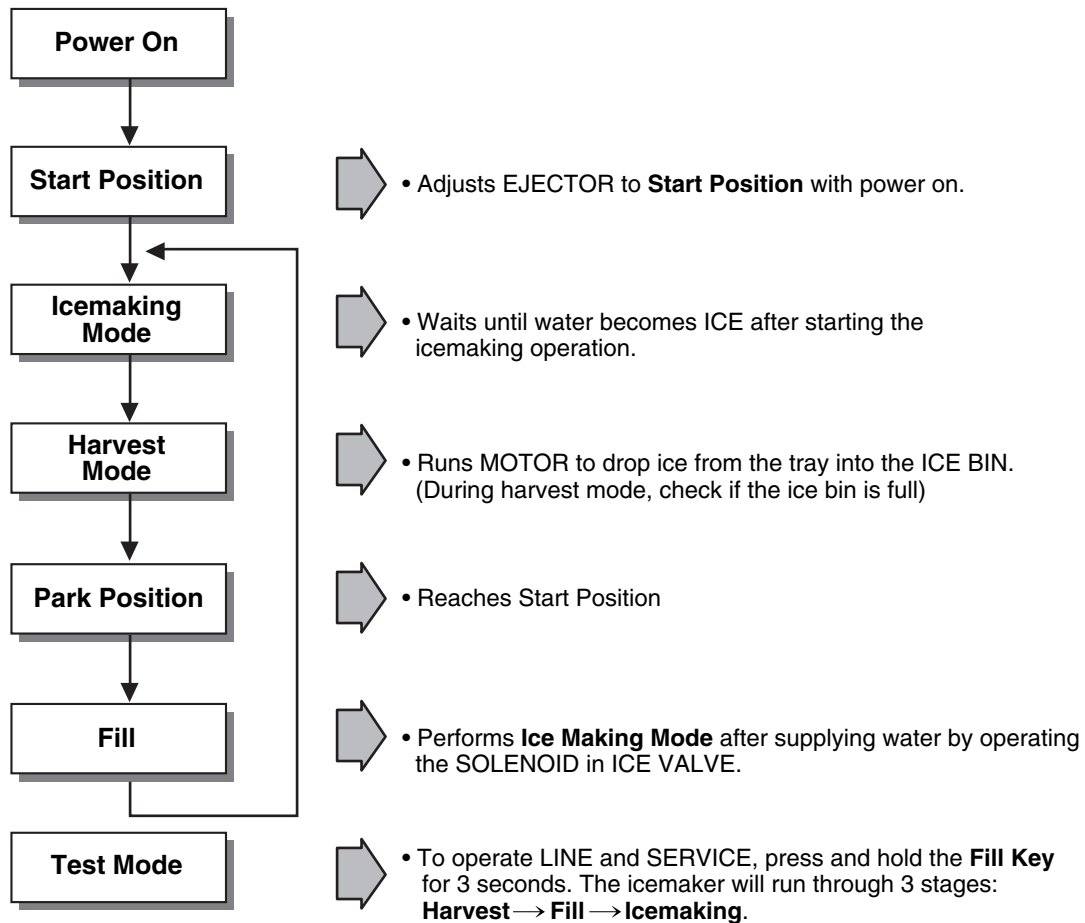 Power On
Start Position
• Adjusts EJECTOR to Start Position with power on.
Icemaking
Mode
• Waits until water becomes ICE after starting the
icemaking operation.
Harvest
Mode
• Runs MOTOR to drop ice from the tray into the ICE BIN.
(During harvest mode, check if the ice bin is full)
Park Position
• Reaches Start Position
Fill
• Performs Ice Making Mode after supplying water by operating
the SOLENOID in ICE VALVE.
Test Mode
• To operate LINE and SERVICE, press and hold the Fill Key
for 3 seconds. The icemaker will run through 3 stages:
Harvest → Fill → Icemaking.